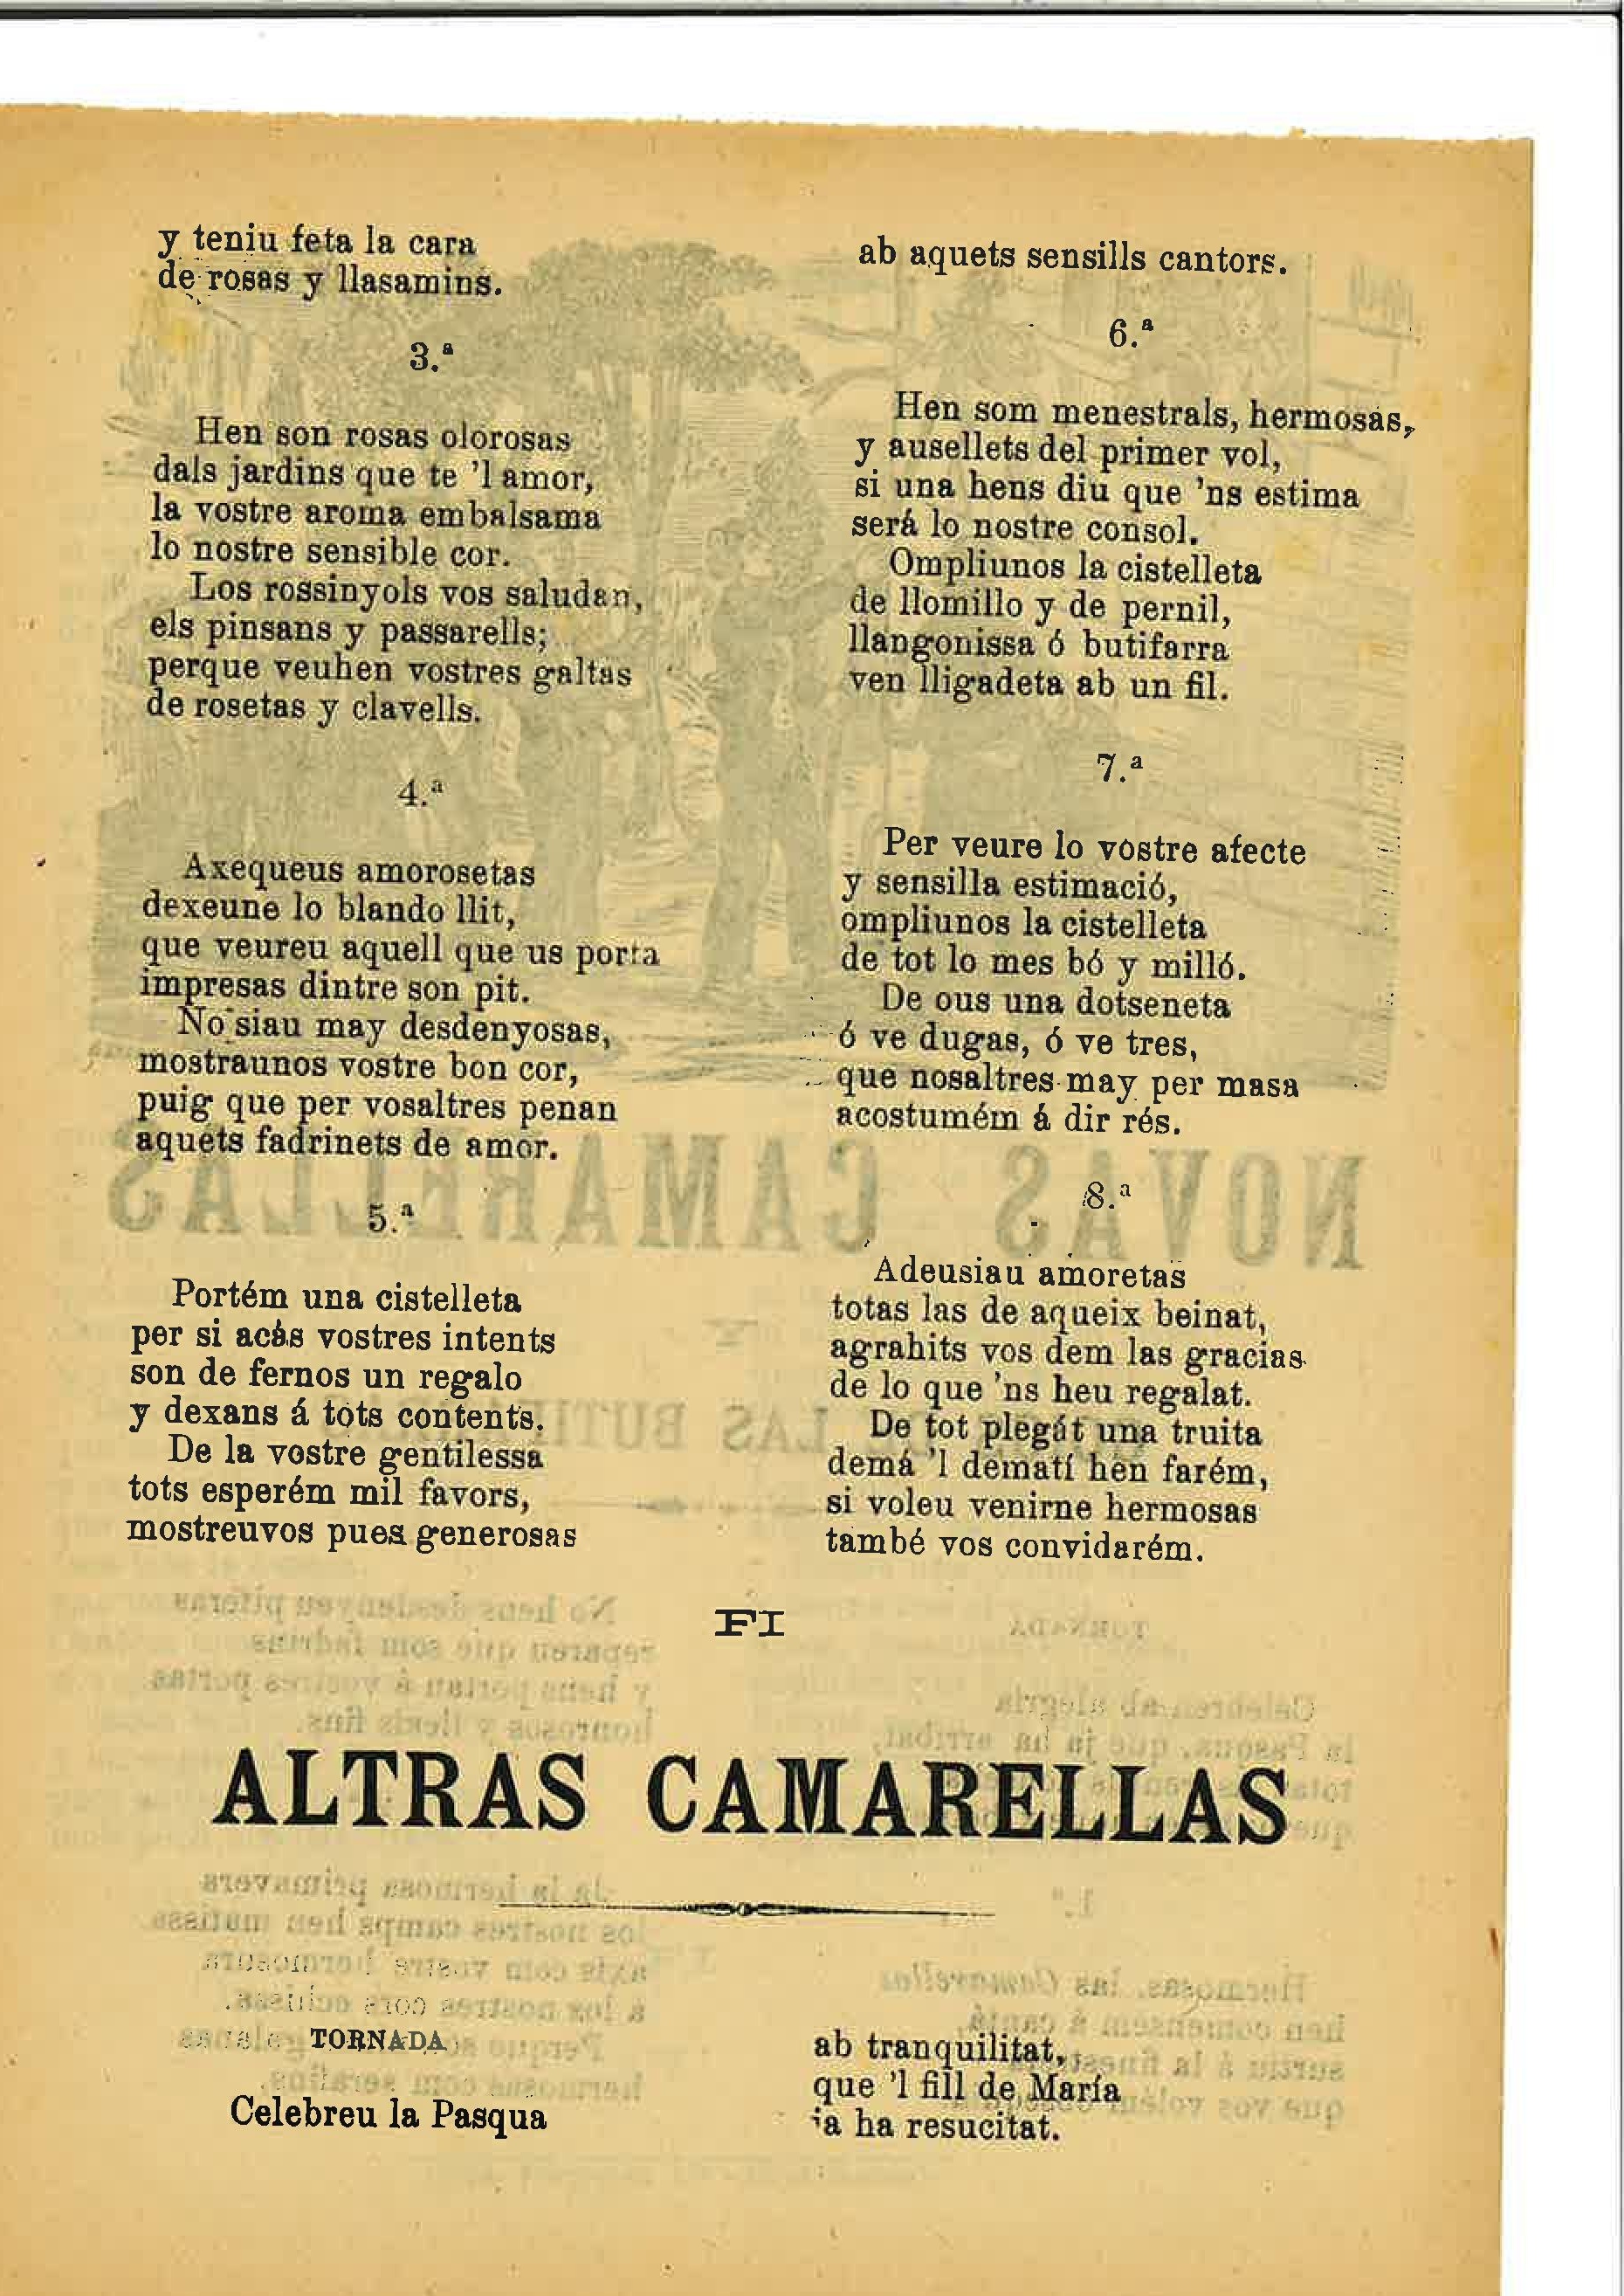 y teniu feta la cara
de rosas y llasamins.
3.ª
Hen son rosas olorosas
dals jardins que te 'l amor,
la vostre aroma embalsama
lo nostre sensible cor.
Los rossinyols vos saludan,
els pinsans y passarells;
perque veuhen vostres galtas
de rosetas y clavells.
4.ª
Axequeus amorosetas
dexeune lo blando llit,
que veureu aquell que us porta
impresas dintre son pit.
No siau may desdenyosas,
mostraunos vostre bon cor,
puig que per vosaltres penan
aquets fadrinets de amor.
5.ª
Portém una cistelleta
per si acás vostres intents
son de fernos un regalo
y dexans á tots contents.
De la vostre gentilessa
tots esperém mil favors,
mostreuvos pues generosas
ab aquets sensills cantors.
6.ª
Hen som menestrals, hermosas,
y ausellets del primer vol,
si una hens diu que 'ns estima
será lo nostre consol.
Ompliunos la cistelleta
de llomillo y de pernil,
llangonissa ó butifarra
ven lligadeta ab un fil.
7.ª
Per veure lo vostre afecte
y sensilla estimació,
ompliunos la cistelleta
de tot lo mes bó y milló.
De ous una dotseneta
ó ve dugas, ó ve tres,
que nosaltres may per masa
acostumém á dir rés.
8.ª
Adeusiau amoretas
totas las de aqueix beinat,
agrahits vos dem las gracias
de lo que 'ns heu regalat.
De tot plegát una truita
demá 'l dematí hen farém,
si voleu venirne hermosas
també vos convidarém.
FI
ALTRAS CAMARELLAS
TORNADA
Celebreu la Pasqua
ab tranquilitat,
que 'l fill de María
ja ha resucitat.